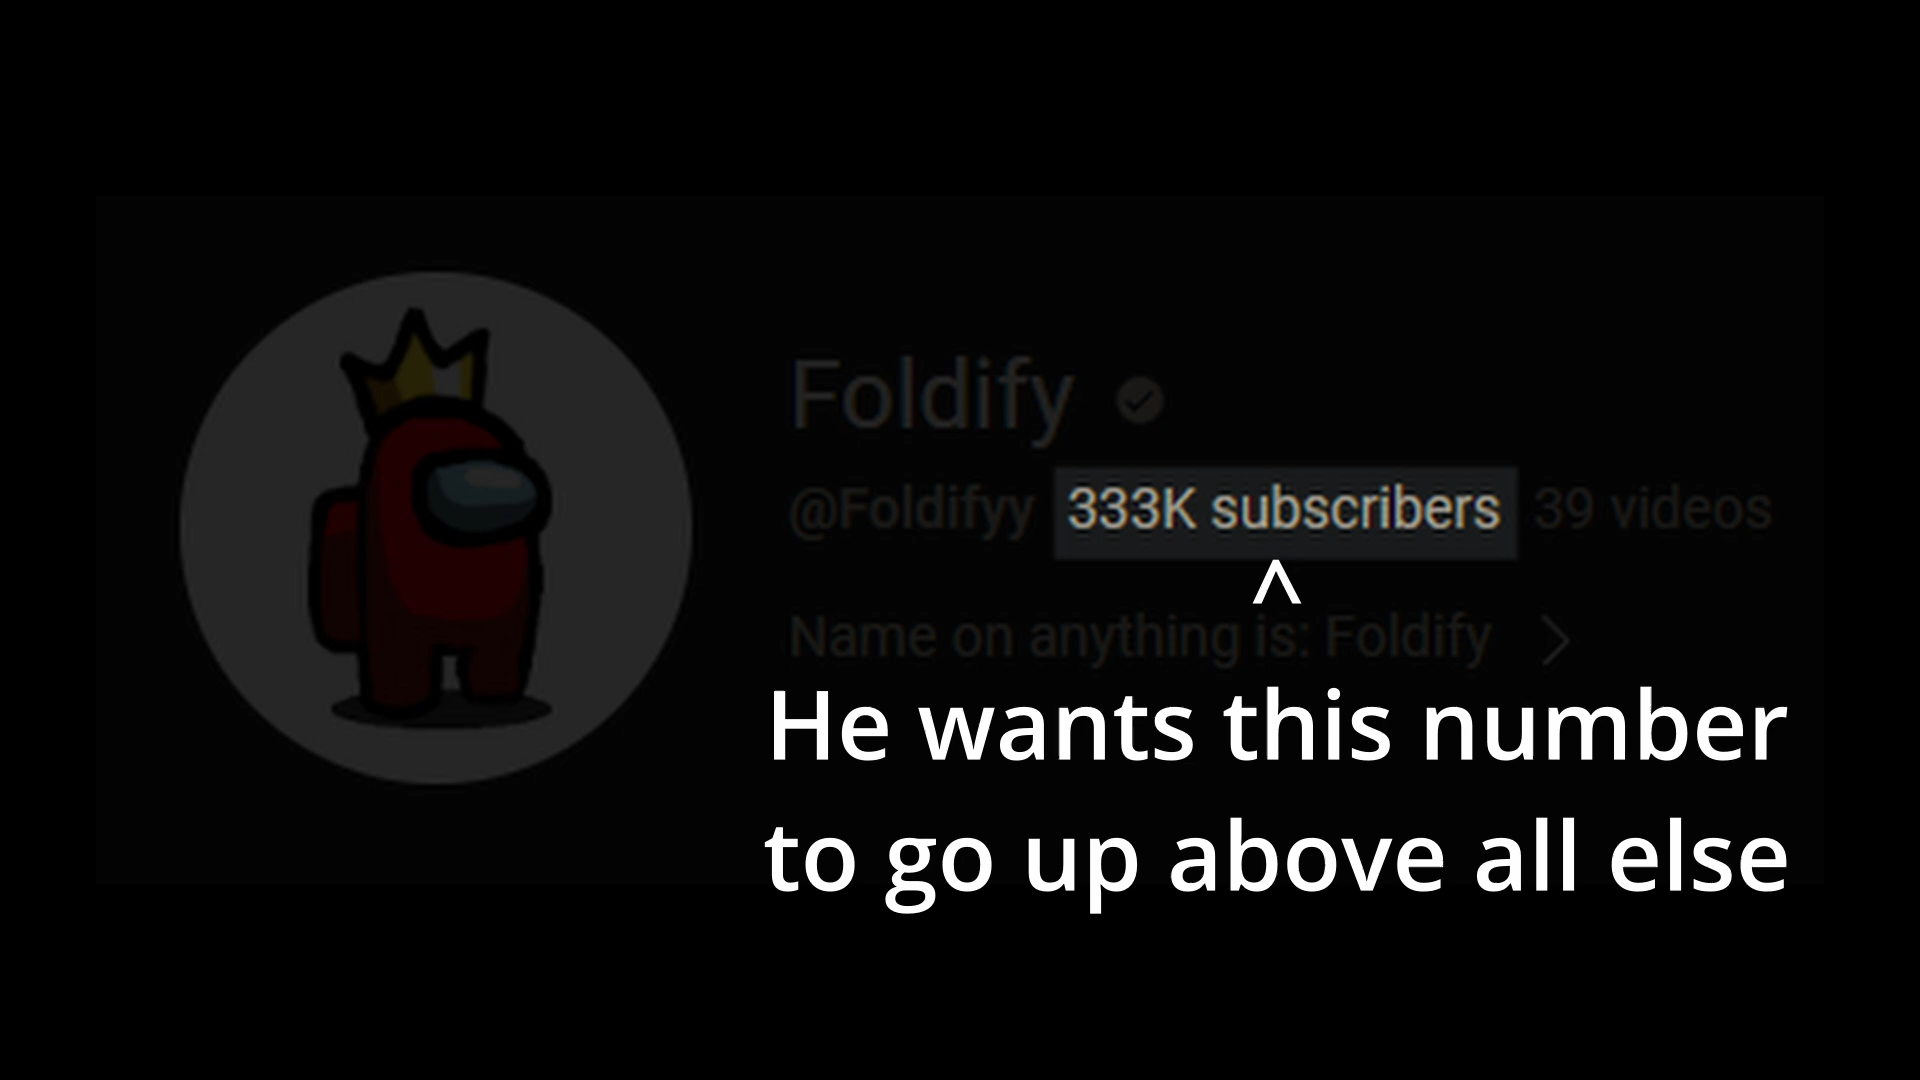 Foldify
@Foldifyy 333K subscribers 39 videos
^
Name on anything is: Foldify >
He wants this number
to go up above all else